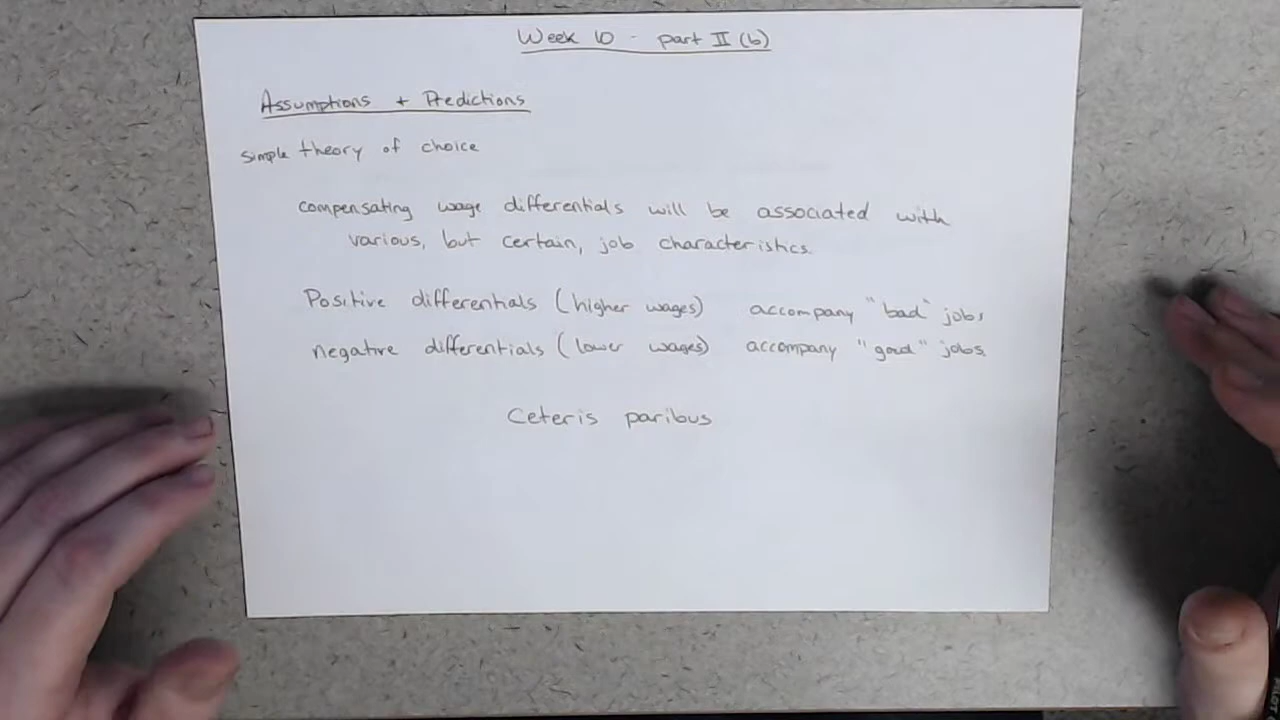 Week 10 - part II (b)
Assumptions + Predictions
simple theory of choice
compensating wage differentials will be associated with
various, but certain, job characteristics.
Positive differentials (higher wages) accompany "bad" jobs
negative differentials (lower wages) accompany "good" jobs.
Ceteris paribus